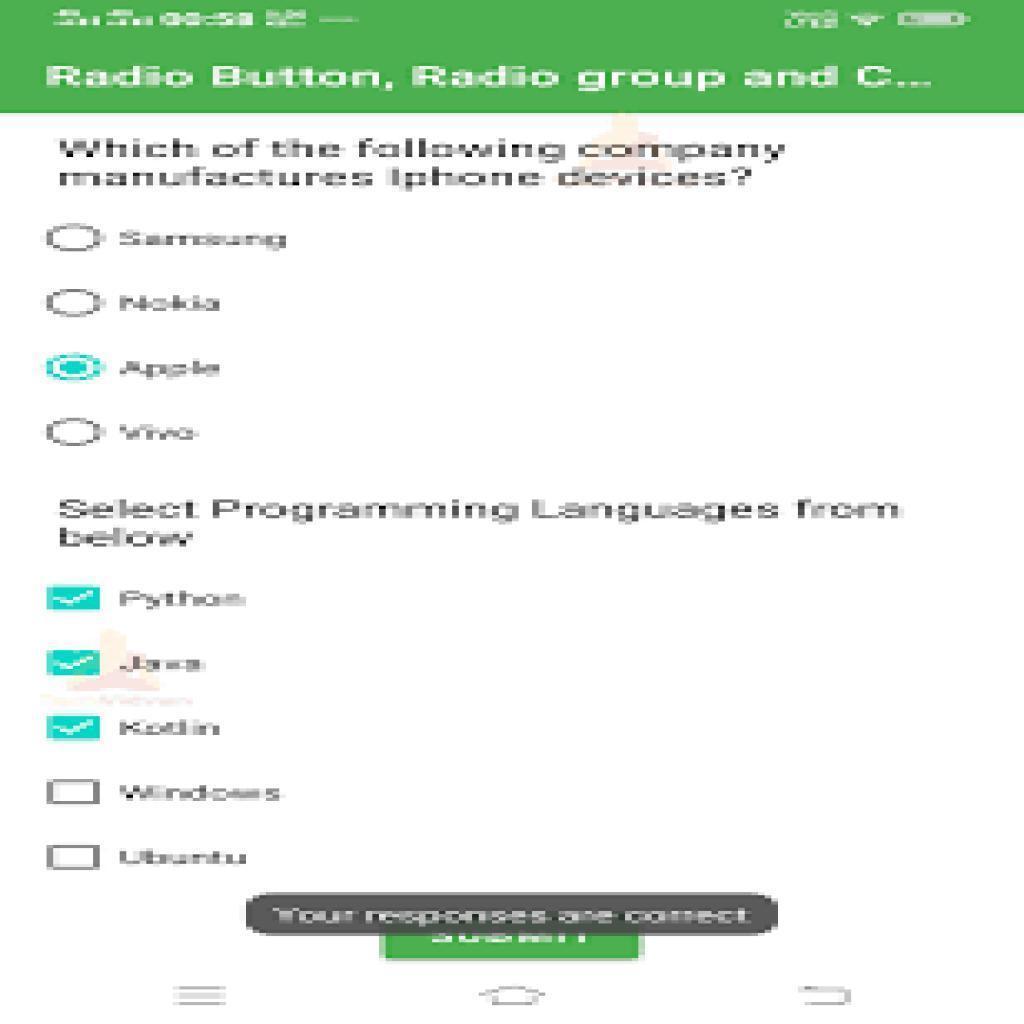 Radio Button, Radio group and C...
Which of the following company
manufactures Iphone devices?
Samsung
Nokia
Apple
Vivo
Select Programming Languages from
below
Python
Java
Kotlin
Windows
Ubuntu
Your responses are correct
SUBMIT